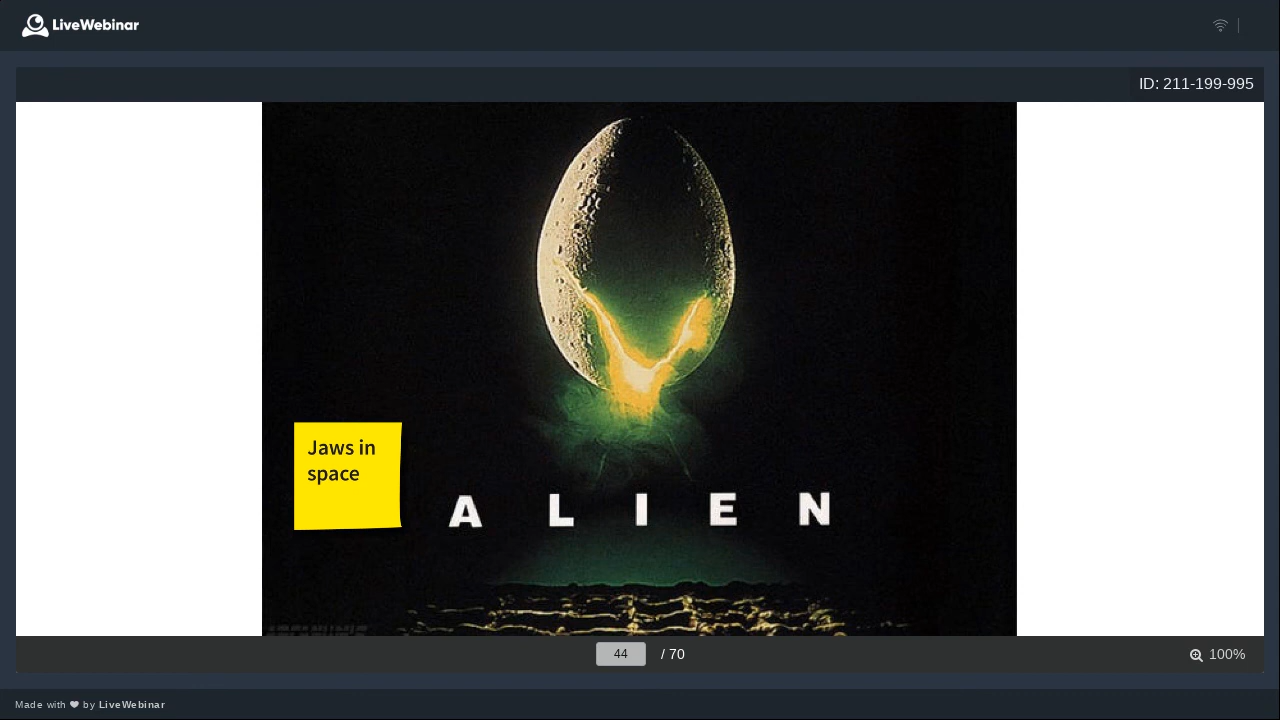 LiveWebinar
ID: 211-199-995
Jaws in
space
ALIEN
44 / 70
100%
Made with by LiveWebinar